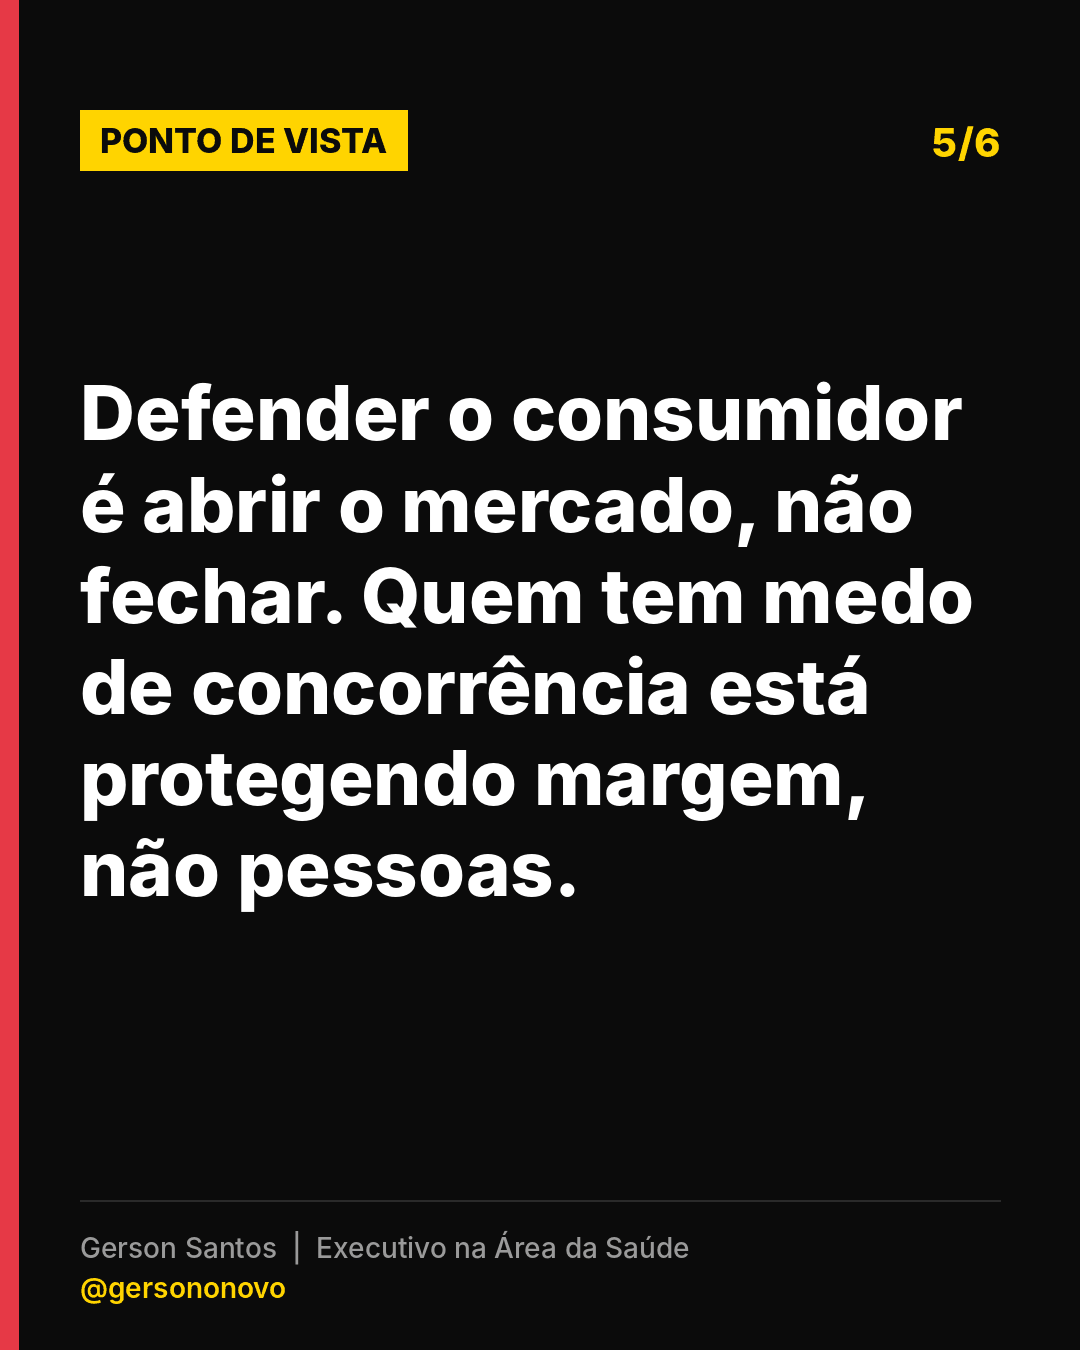 PONTO DE VISTA
5/6
Defender o consumidor
é abrir o mercado, não
fechar. Quem tem medo
de concorrência está
protegendo margem,
não pessoas.
Gerson Santos | Executivo na Área da Saúde
@gersononovo